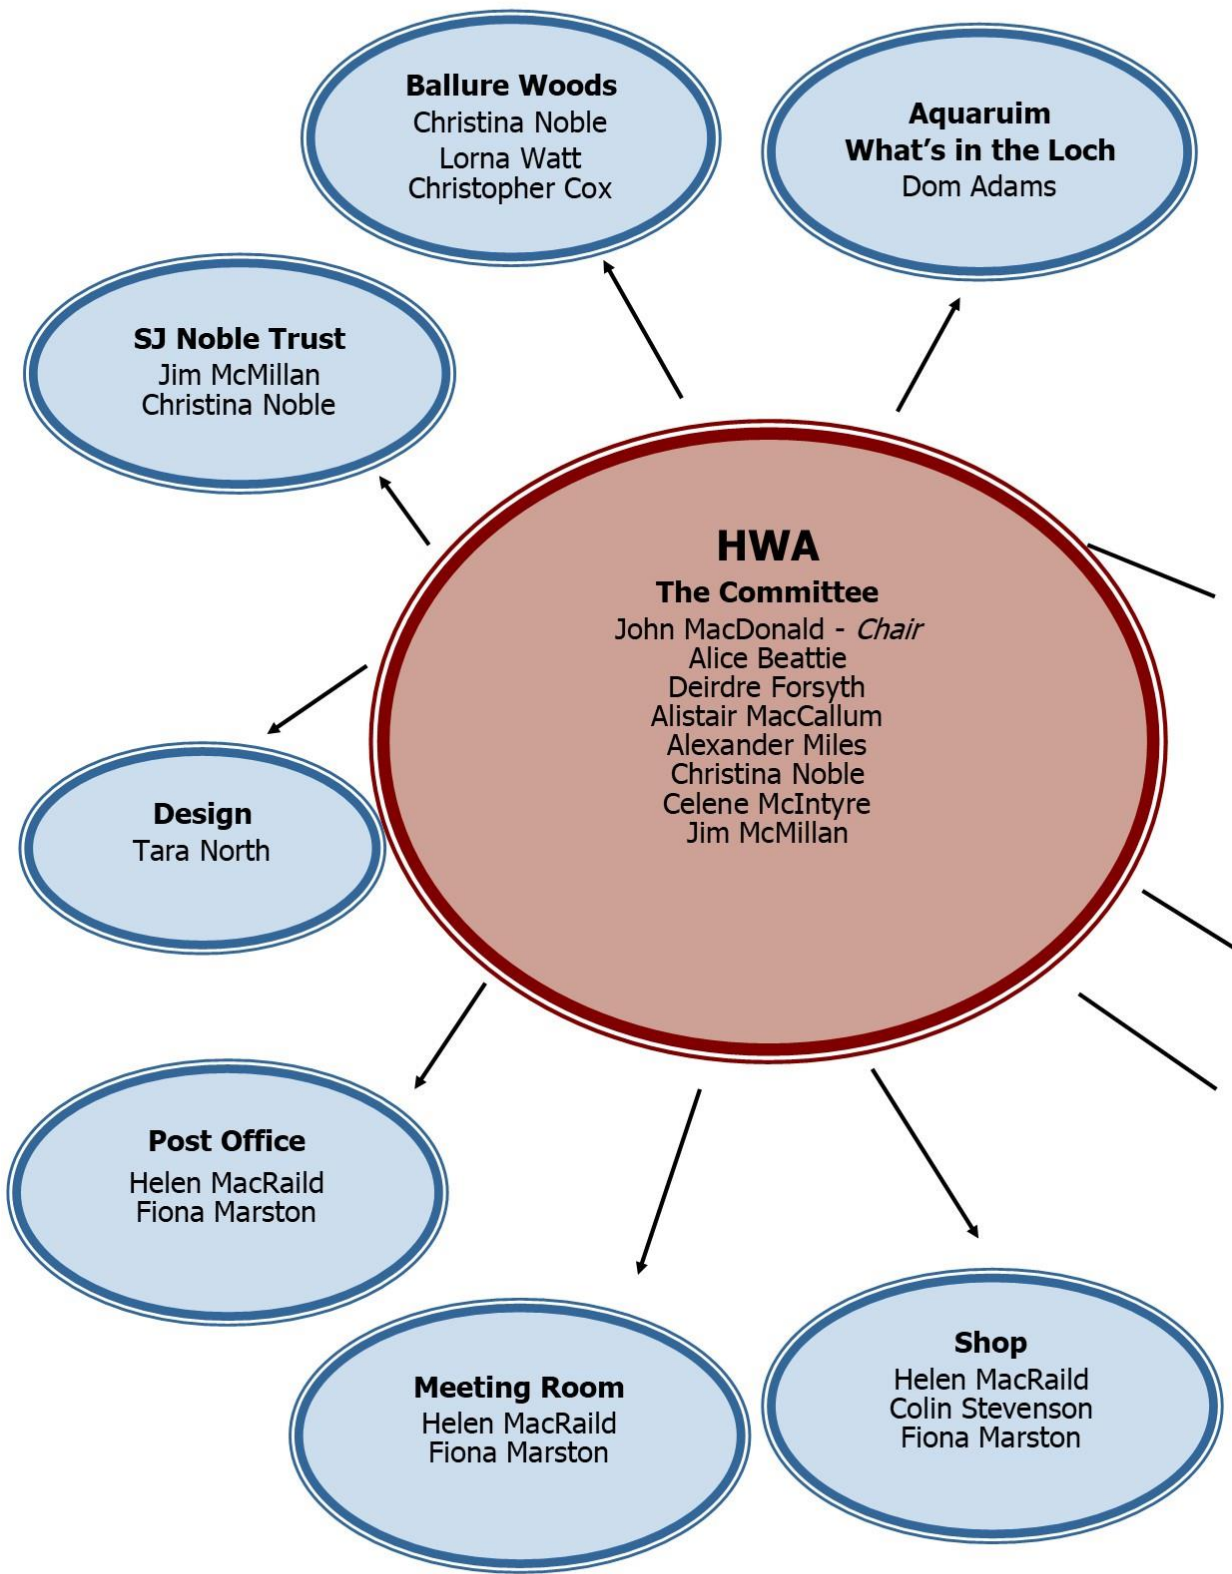 Ballure Woods
Christina Noble
Lorna Watt
Christopher Cox
Aquaruim
What's in the Loch
Dom Adams
SJ Noble Trust
Jim McMillan
Christina Noble
HWA
The Committee
John MacDonald - Chair
Alice Beattie
Deirdre Forsyth
Alistair MacCallum
Alexander Miles
Christina Noble
Celene McIntyre
Jim McMillan
Design
Tara North
Post Office
Helen MacRaild
Fiona Marston
Meeting Room
Helen MacRaild
Fiona Marston
Shop
Helen MacRaild
Colin Stevenson
Fiona Marston